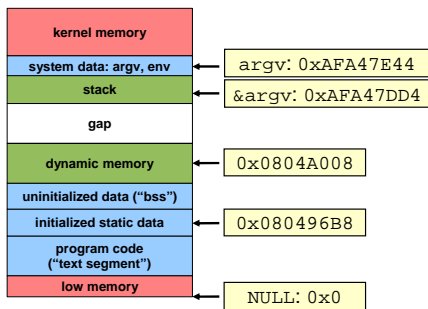 kernel memory
system data: argv, env
argv: 0xAFA47E44
stack
&argv: 0xAFA47DD4
gap
dynamic memory
0x0804A008
uninitialized data (“bss”)
initialized static data
0x080496B8
program code
(“text segment”)
low memory
NULL: 0x0